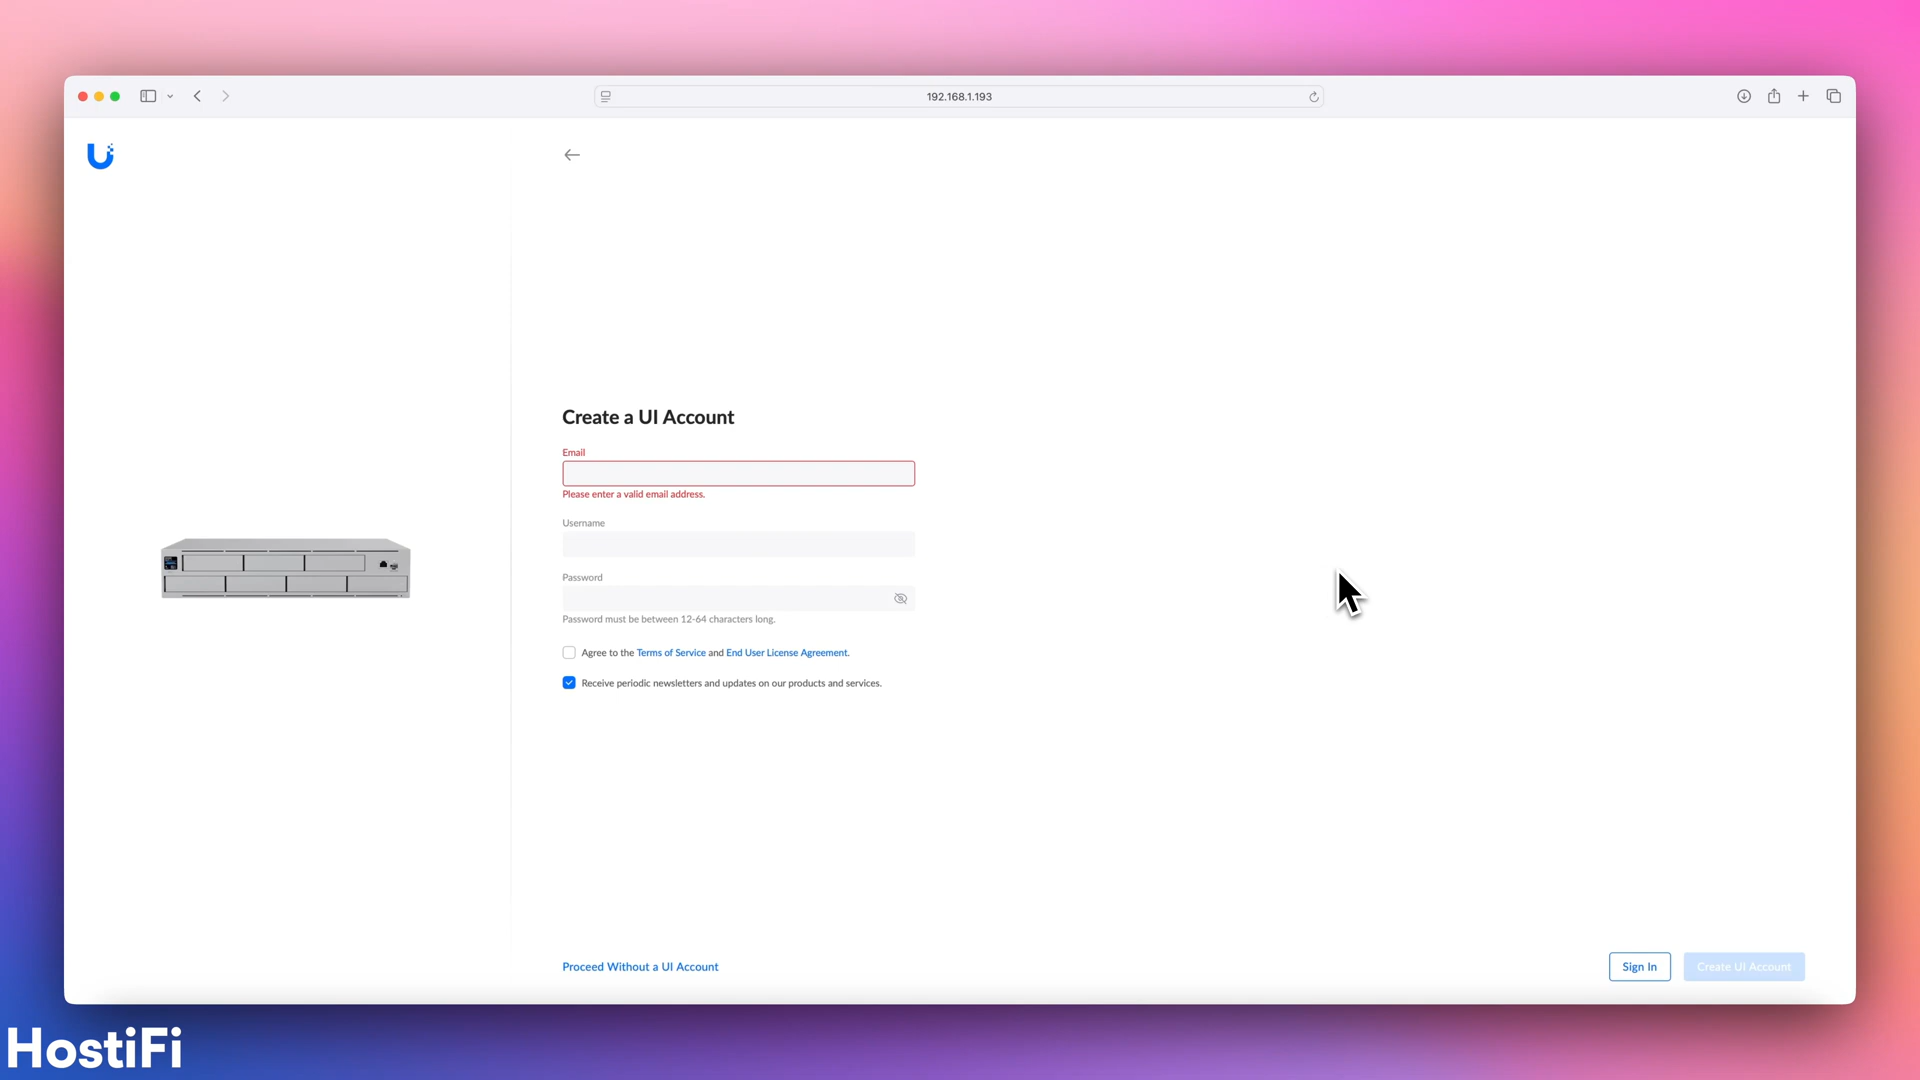 192.168.1.193
Create a UI Account
Email
Please enter a valid email address.
Username
Password
Password must be between 12-64 characters long.
Agree to the Terms of Service and End User License Agreement.
Receive periodic newsletters and updates on our products and services.
Proceed Without a UI Account
Sign In
Create UI Account
HostiFi